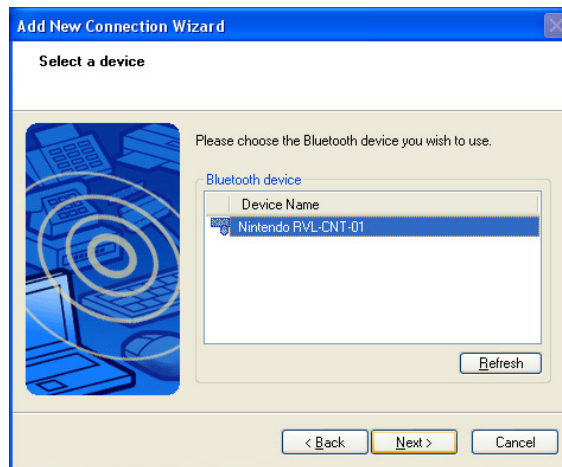 Add New Connection Wizard
Select a device
Please choose the Bluetooth device you wish to use.
Bluetooth device
Device Name
Nintendo RVL-CNT-01
Refresh
< Back Next > Cancel